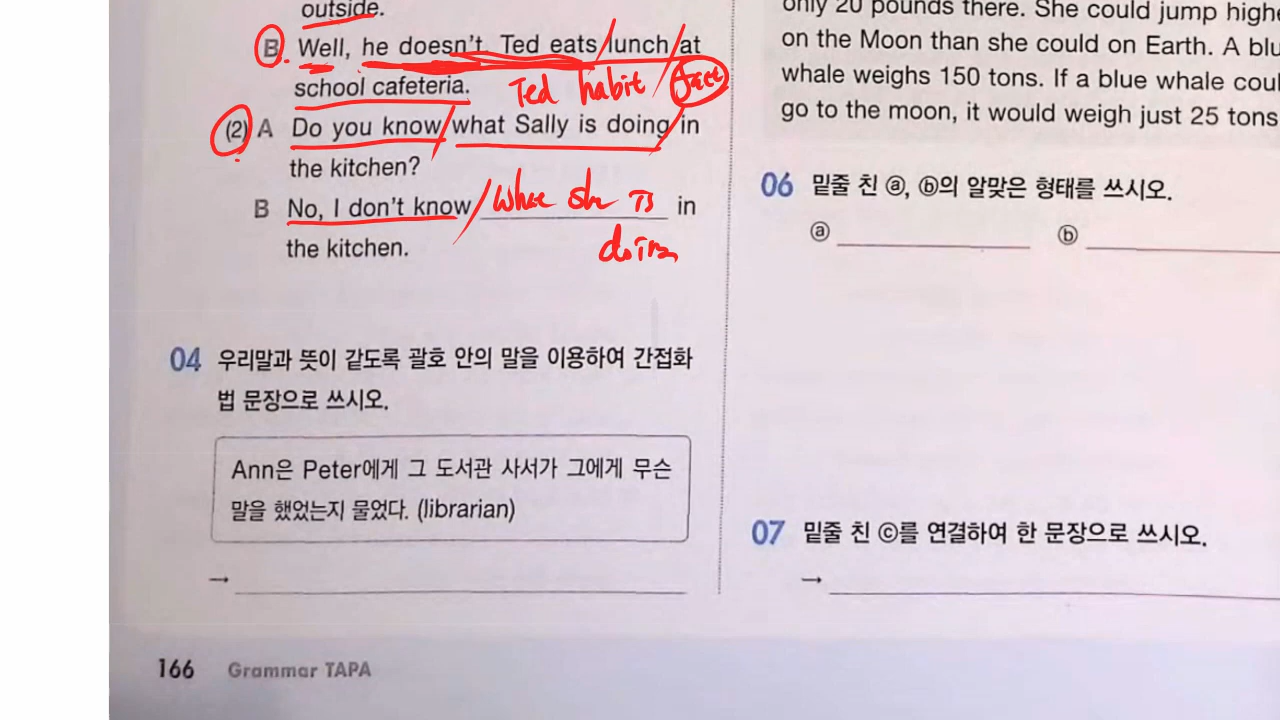 outside.
B. Well, he doesn't. Ted eats lunch at
school cafeteria.
Ted habit / fact
(2) A Do you know what Sally is doing in
the kitchen?
B No, I don't know what she is in
doing
the kitchen.
04 우리말과 뜻이 같도록 괄호 안의 말을 이용하여 간접화
법 문장으로 쓰시오.
Ann은 Peter에게 그 도서관 사서가 그에게 무슨
말을 했었는지 물었다. (librarian)
→
166 Grammar TAPA
only 20 pounds there. She could jump highe
on the Moon than she could on Earth. A blu
whale weighs 150 tons. If a blue whale coul
go to the moon, it would weigh just 25 tons
06 밑줄 친 ⓐ, ⓑ의 알맞은 형태를 쓰시오.
ⓐ ⓑ
07 밑줄 친 ⓒ를 연결하여 한 문장으로 쓰시오.
→